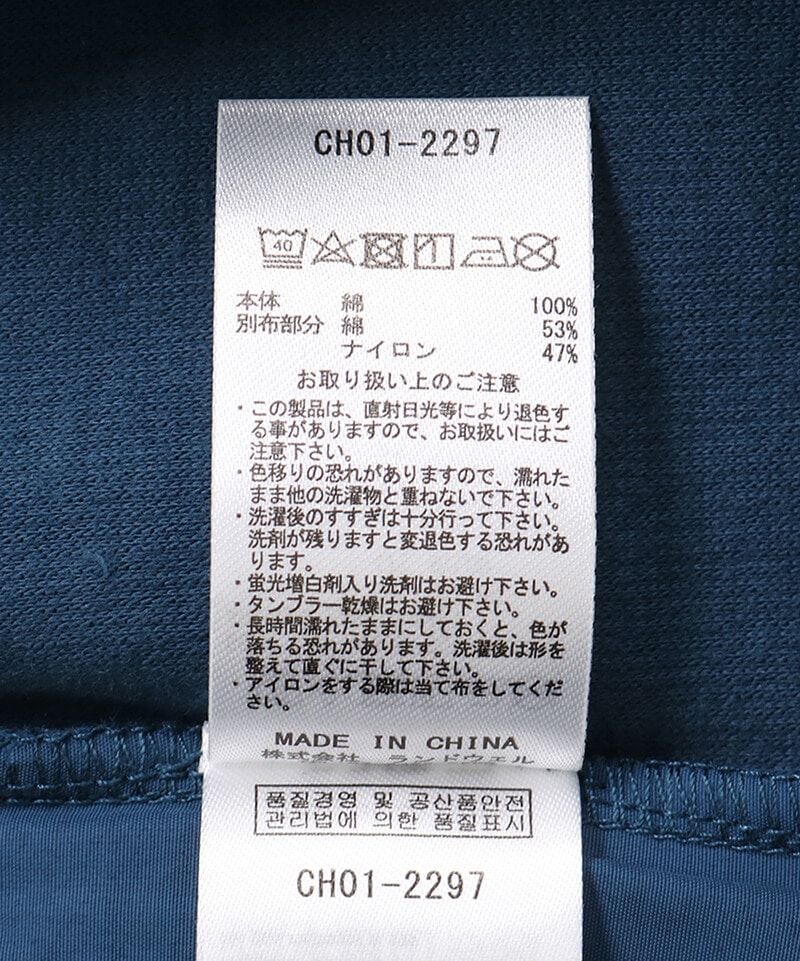 CH01-2297
40
本体 綿 100%
別布部分 綿 53%
ナイロン 47%
お取り扱い上のご注意
・この製品は、直射日光等により退色す
る事がありますので、お取扱いにはご
注意下さい。
・色移りの恐れがありますので、濡れた
まま他の洗濯物と重ねないで下さい。
・洗濯後のすすぎは十分行って下さい。
洗剤が残りますと変退色する恐れがあ
ります。
・蛍光増白剤入り洗剤はお避け下さい。
・タンブラー乾燥はお避け下さい。
・長時間濡れたままにしておくと、色が
落ちる恐れがあります。洗濯後は形を
整えて直ぐに干して下さい。
・アイロンをする際は当て布をしてくだ
さい。
MADE IN CHINA
株式会社 ランドウェル
품질경영 및 공산품안전
관리법에 의한 품질표시
CH01-2297